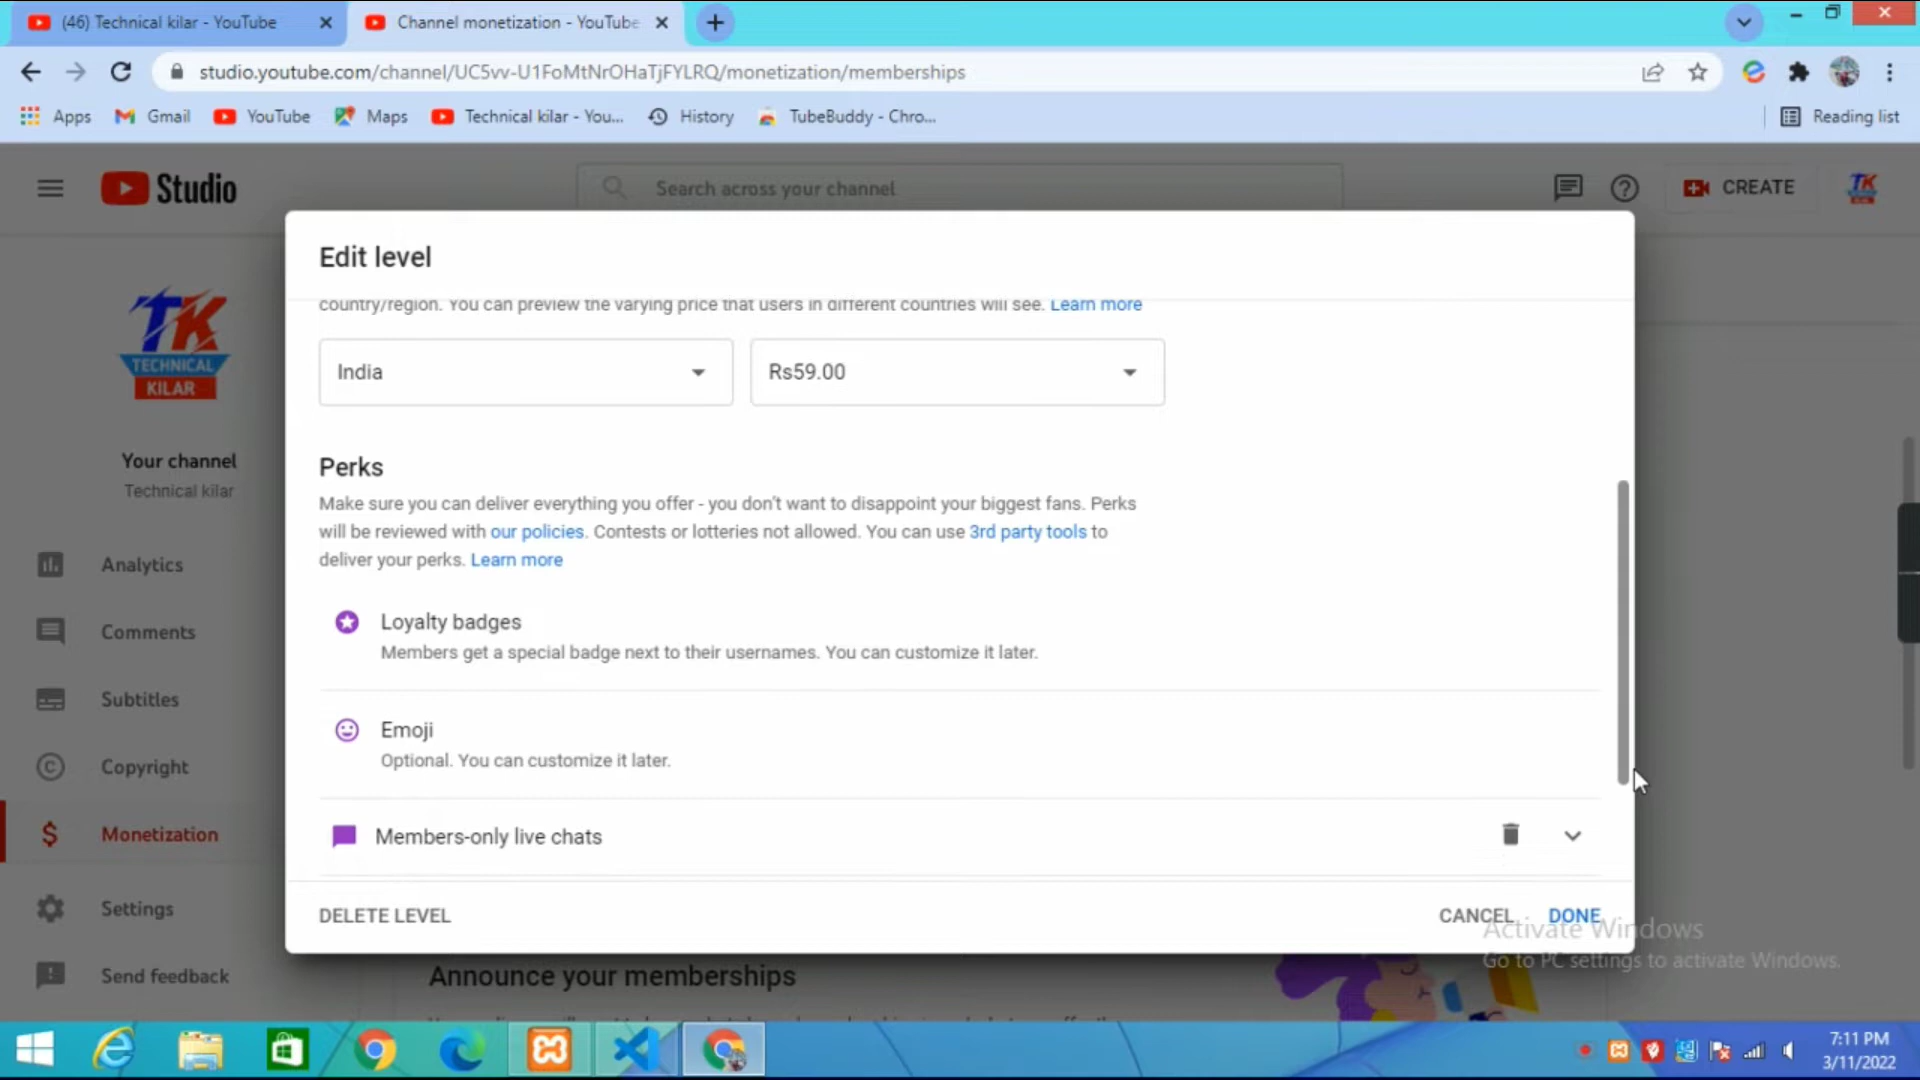 (46) Technical kilar - YouTube
Channel monetization - YouTube
studio.youtube.com/channel/UC5vv-U1FoMtNrOHaTjFYLRQ/monetization/memberships
Apps
Gmail
YouTube
Maps
Technical kilar - You...
History
TubeBuddy - Chro...
Reading list
Studio
Search across your channel
CREATE
TK
TK
TECHNICAL
KILAR
Your channel
Technical kilar
Analytics
Comments
Subtitles
Copyright
Monetization
Settings
Send feedback
Edit level
country/region. You can preview the varying price that users in different countries will see. Learn more
India
Rs59.00
Perks
Make sure you can deliver everything you offer - you don't want to disappoint your biggest fans. Perks
will be reviewed with our policies. Contests or lotteries not allowed. You can use 3rd party tools to
deliver your perks. Learn more
Loyalty badges
Members get a special badge next to their usernames. You can customize it later.
Emoji
Optional. You can customize it later.
Members-only live chats
DELETE LEVEL
CANCEL
DONE
Activate Windows
Go to PC settings to activate Windows.
Announce your memberships
7:11 PM
3/11/2022